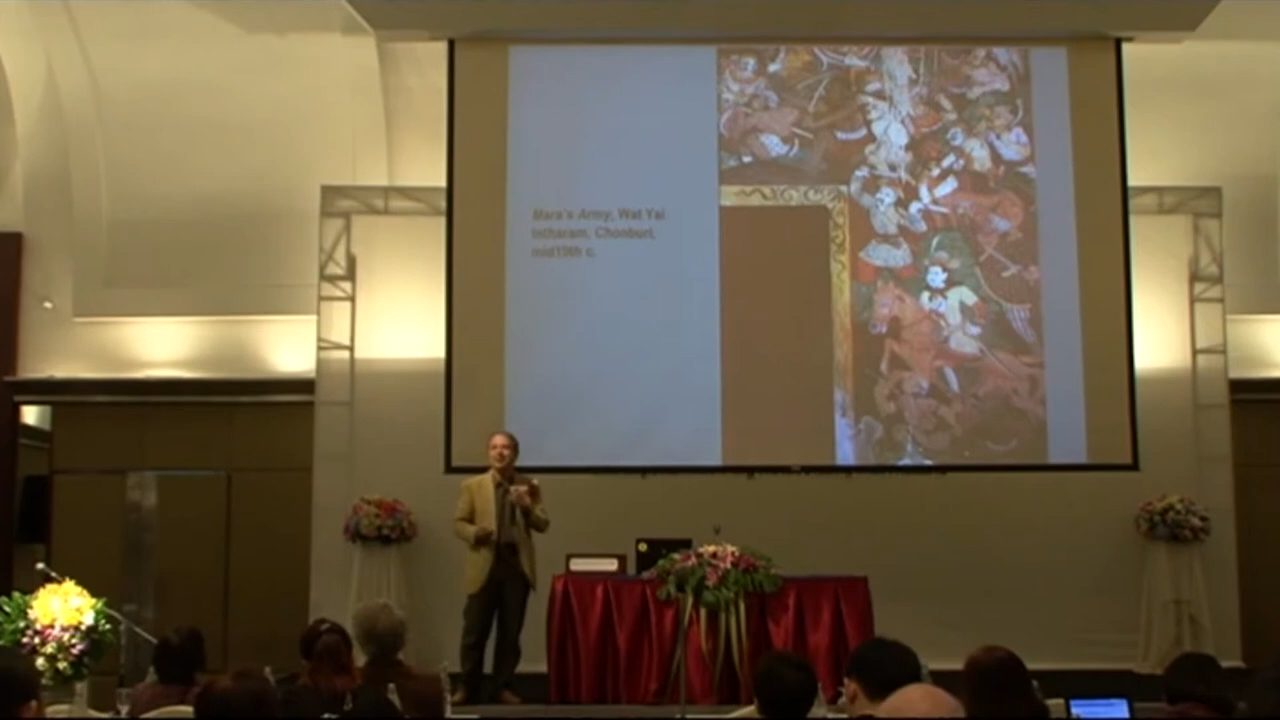 Mara's Army, Wat Yai
Intharam, Chonburi,
mid19th c.